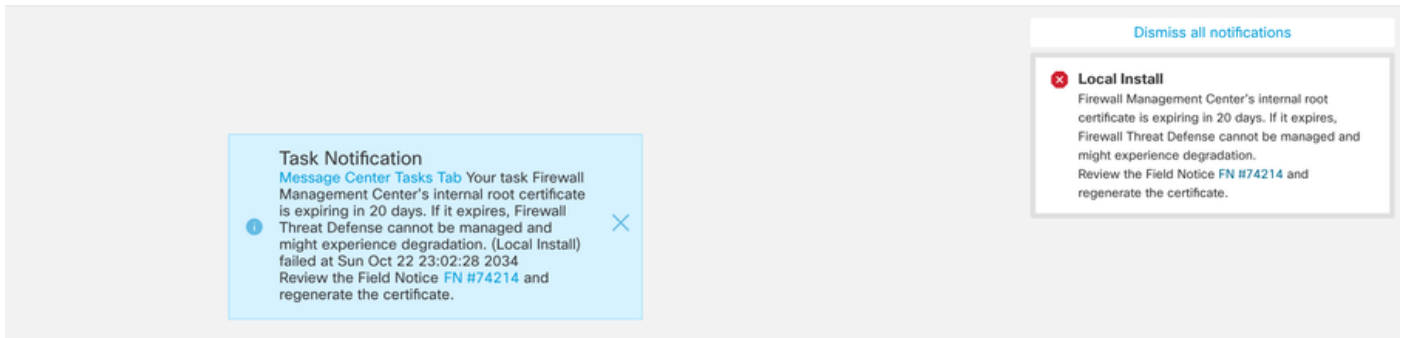 Dismiss all notifications
Local Install
Firewall Management Center's internal root
certificate is expiring in 20 days. If it expires,
Firewall Threat Defense cannot be managed and
might experience degradation.
Review the Field Notice FN #74214 and
regenerate the certificate.
Task Notification
Message Center Tasks Tab Your task Firewall
Management Center's internal root certificate
is expiring in 20 days. If it expires, Firewall
Threat Defense cannot be managed and
might experience degradation. (Local Install)
failed at Sun Oct 22 23:02:28 2034
Review the Field Notice FN #74214 and
regenerate the certificate.